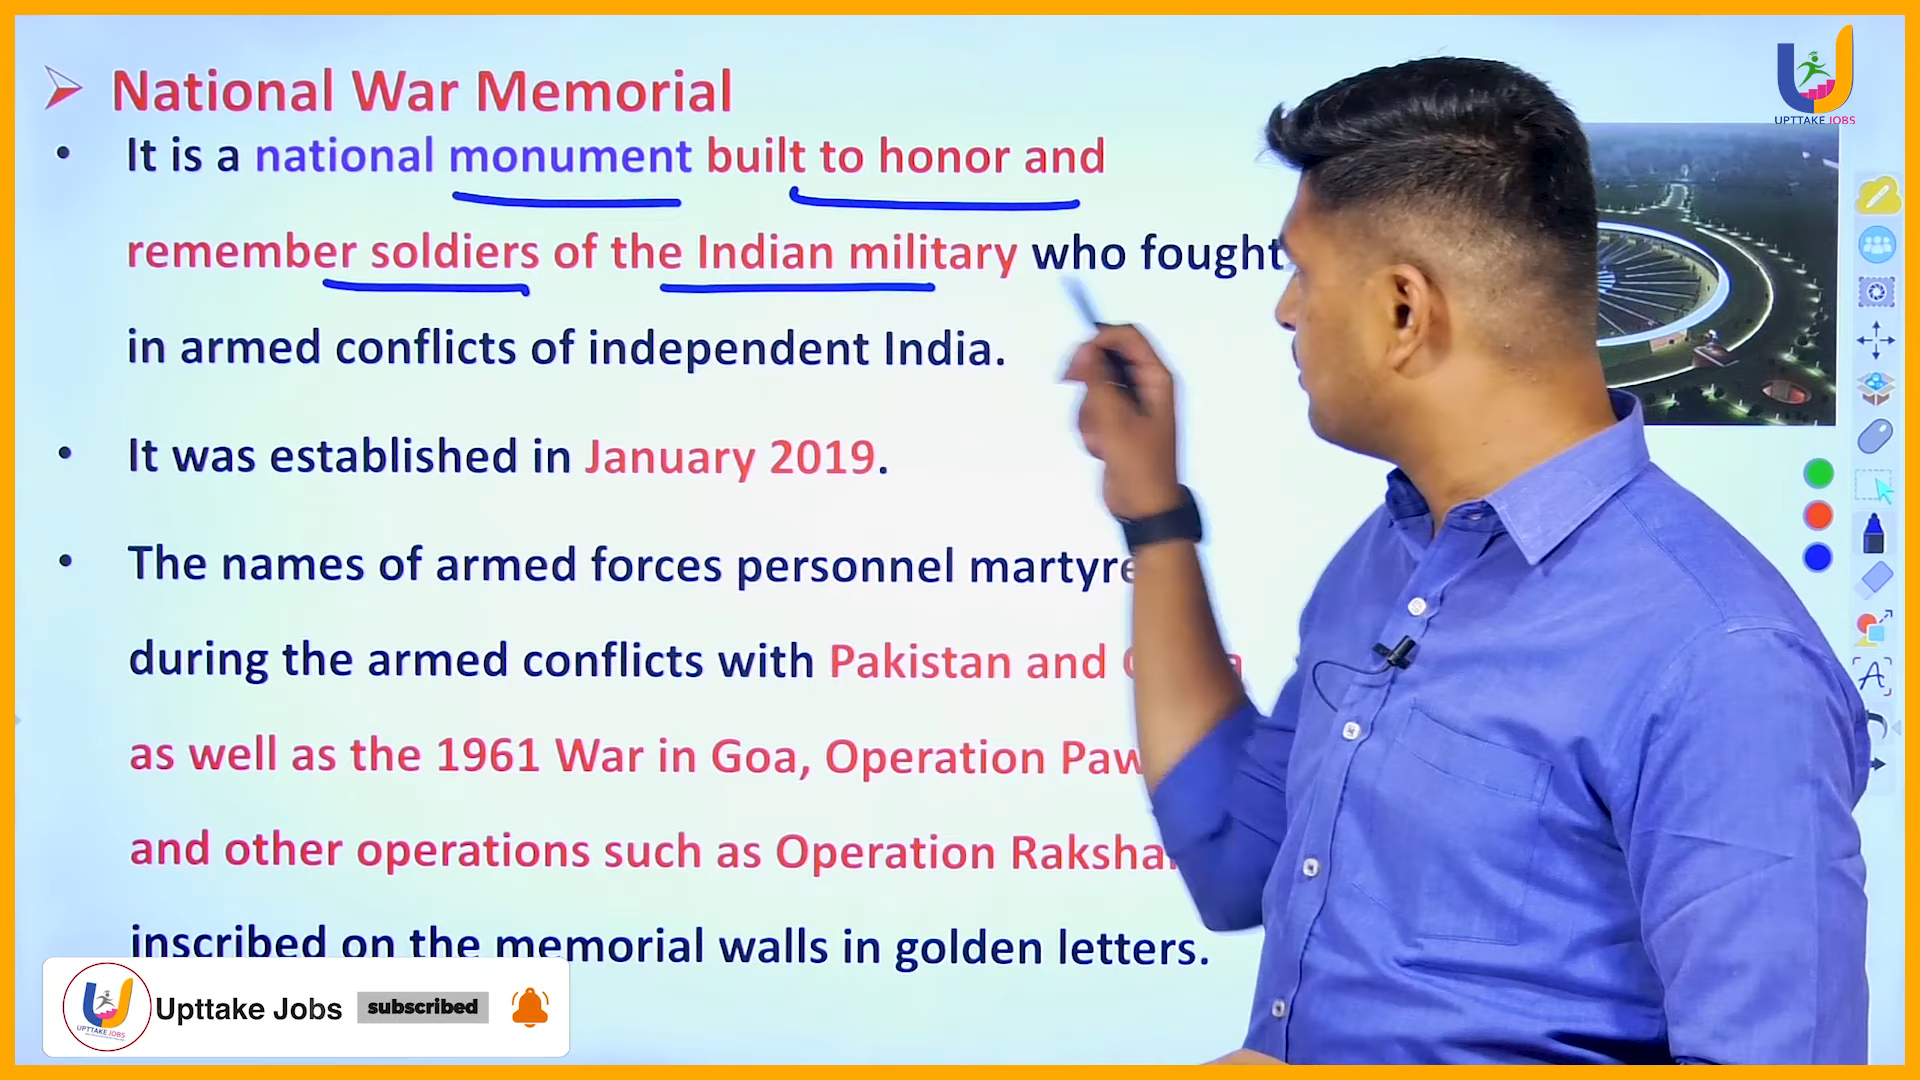 National War Memorial
It is a national monument built to honor and
remember soldiers of the Indian military who fought
in armed conflicts of independent India.
It was established in January 2019.
The names of armed forces personnel
during the armed conflicts with Pakistan and
as well as the 1961 War in Goa, Operation
and other operations such as Operation
inscribed on the memorial walls in golden letters.
UPTTAKE JOBS
UPTTAKE JOBS
Upttake Jobs subscribed